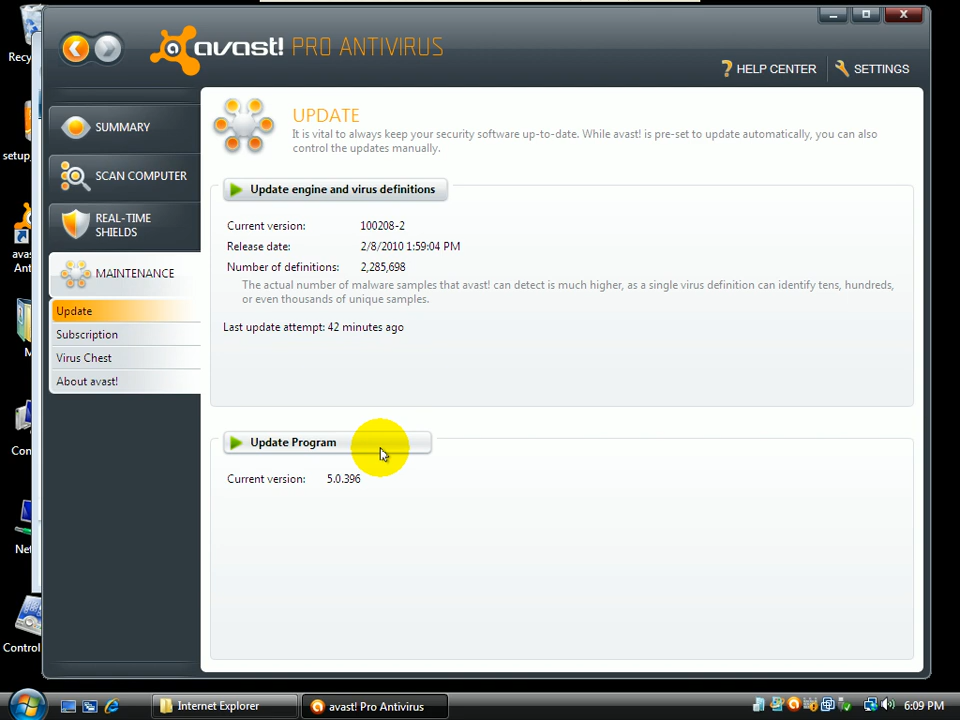 avast! PRO ANTIVIRUS
HELP CENTER
SETTINGS
SUMMARY
SCAN COMPUTER
REAL-TIME
SHIELDS
MAINTENANCE
Update
Subscription
Virus Chest
About avast!
UPDATE
It is vital to always keep your security software up-to-date. While avast! is pre-set to update automatically, you can also
control the updates manually.
Update engine and virus definitions
Current version: 100208-2
Release date: 2/8/2010 1:59:04 PM
Number of definitions: 2,285,698
The actual number of malware samples that avast! can detect is much higher, as a single virus definition can identify tens, hundreds,
or even thousands of unique samples.
Last update attempt: 42 minutes ago
Update Program
Current version: 5.0.396
Recy
setup_
avas
Ant
M
Con
Net
Control
Internet Explorer
avast! Pro Antivirus
6:09 PM